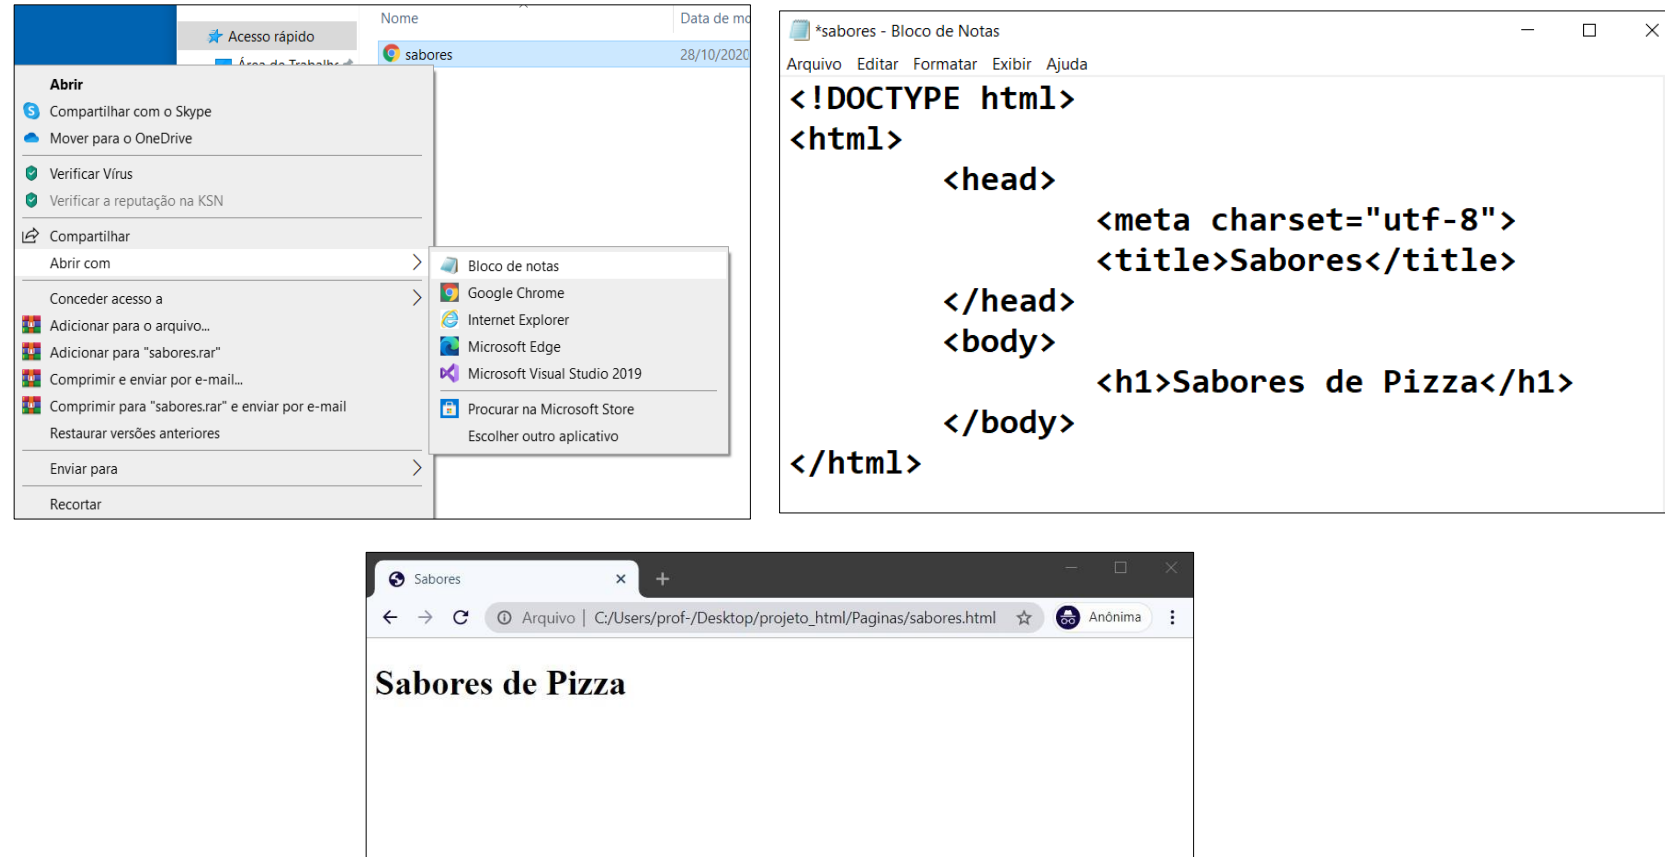 Nome Data de mo
Acesso rápido
sabores 28/10/2020
Área de Trabalho
Abrir
Compartilhar com o Skype
Mover para o OneDrive
Verificar Vírus
Verificar a reputação na KSN
Compartilhar
Abrir com
Conceder acesso a
Adicionar para o arquivo...
Adicionar para "sabores.rar"
Comprimir e enviar por e-mail...
Comprimir para "sabores.rar" e enviar por e-mail
Restaurar versões anteriores
Enviar para
Recortar
Bloco de notas
Google Chrome
Internet Explorer
Microsoft Edge
Microsoft Visual Studio 2019
Procurar na Microsoft Store
Escolher outro aplicativo
*sabores - Bloco de Notas
Arquivo Editar Formatar Exibir Ajuda
<!DOCTYPE html>
<html>
<head>
<meta charset="utf-8">
<title>Sabores</title>
</head>
<body>
<h1>Sabores de Pizza</h1>
</body>
</html>
Sabores
Arquivo | C:/Users/prof-/Desktop/projeto_html/Paginas/sabores.html Anônima
Sabores de Pizza